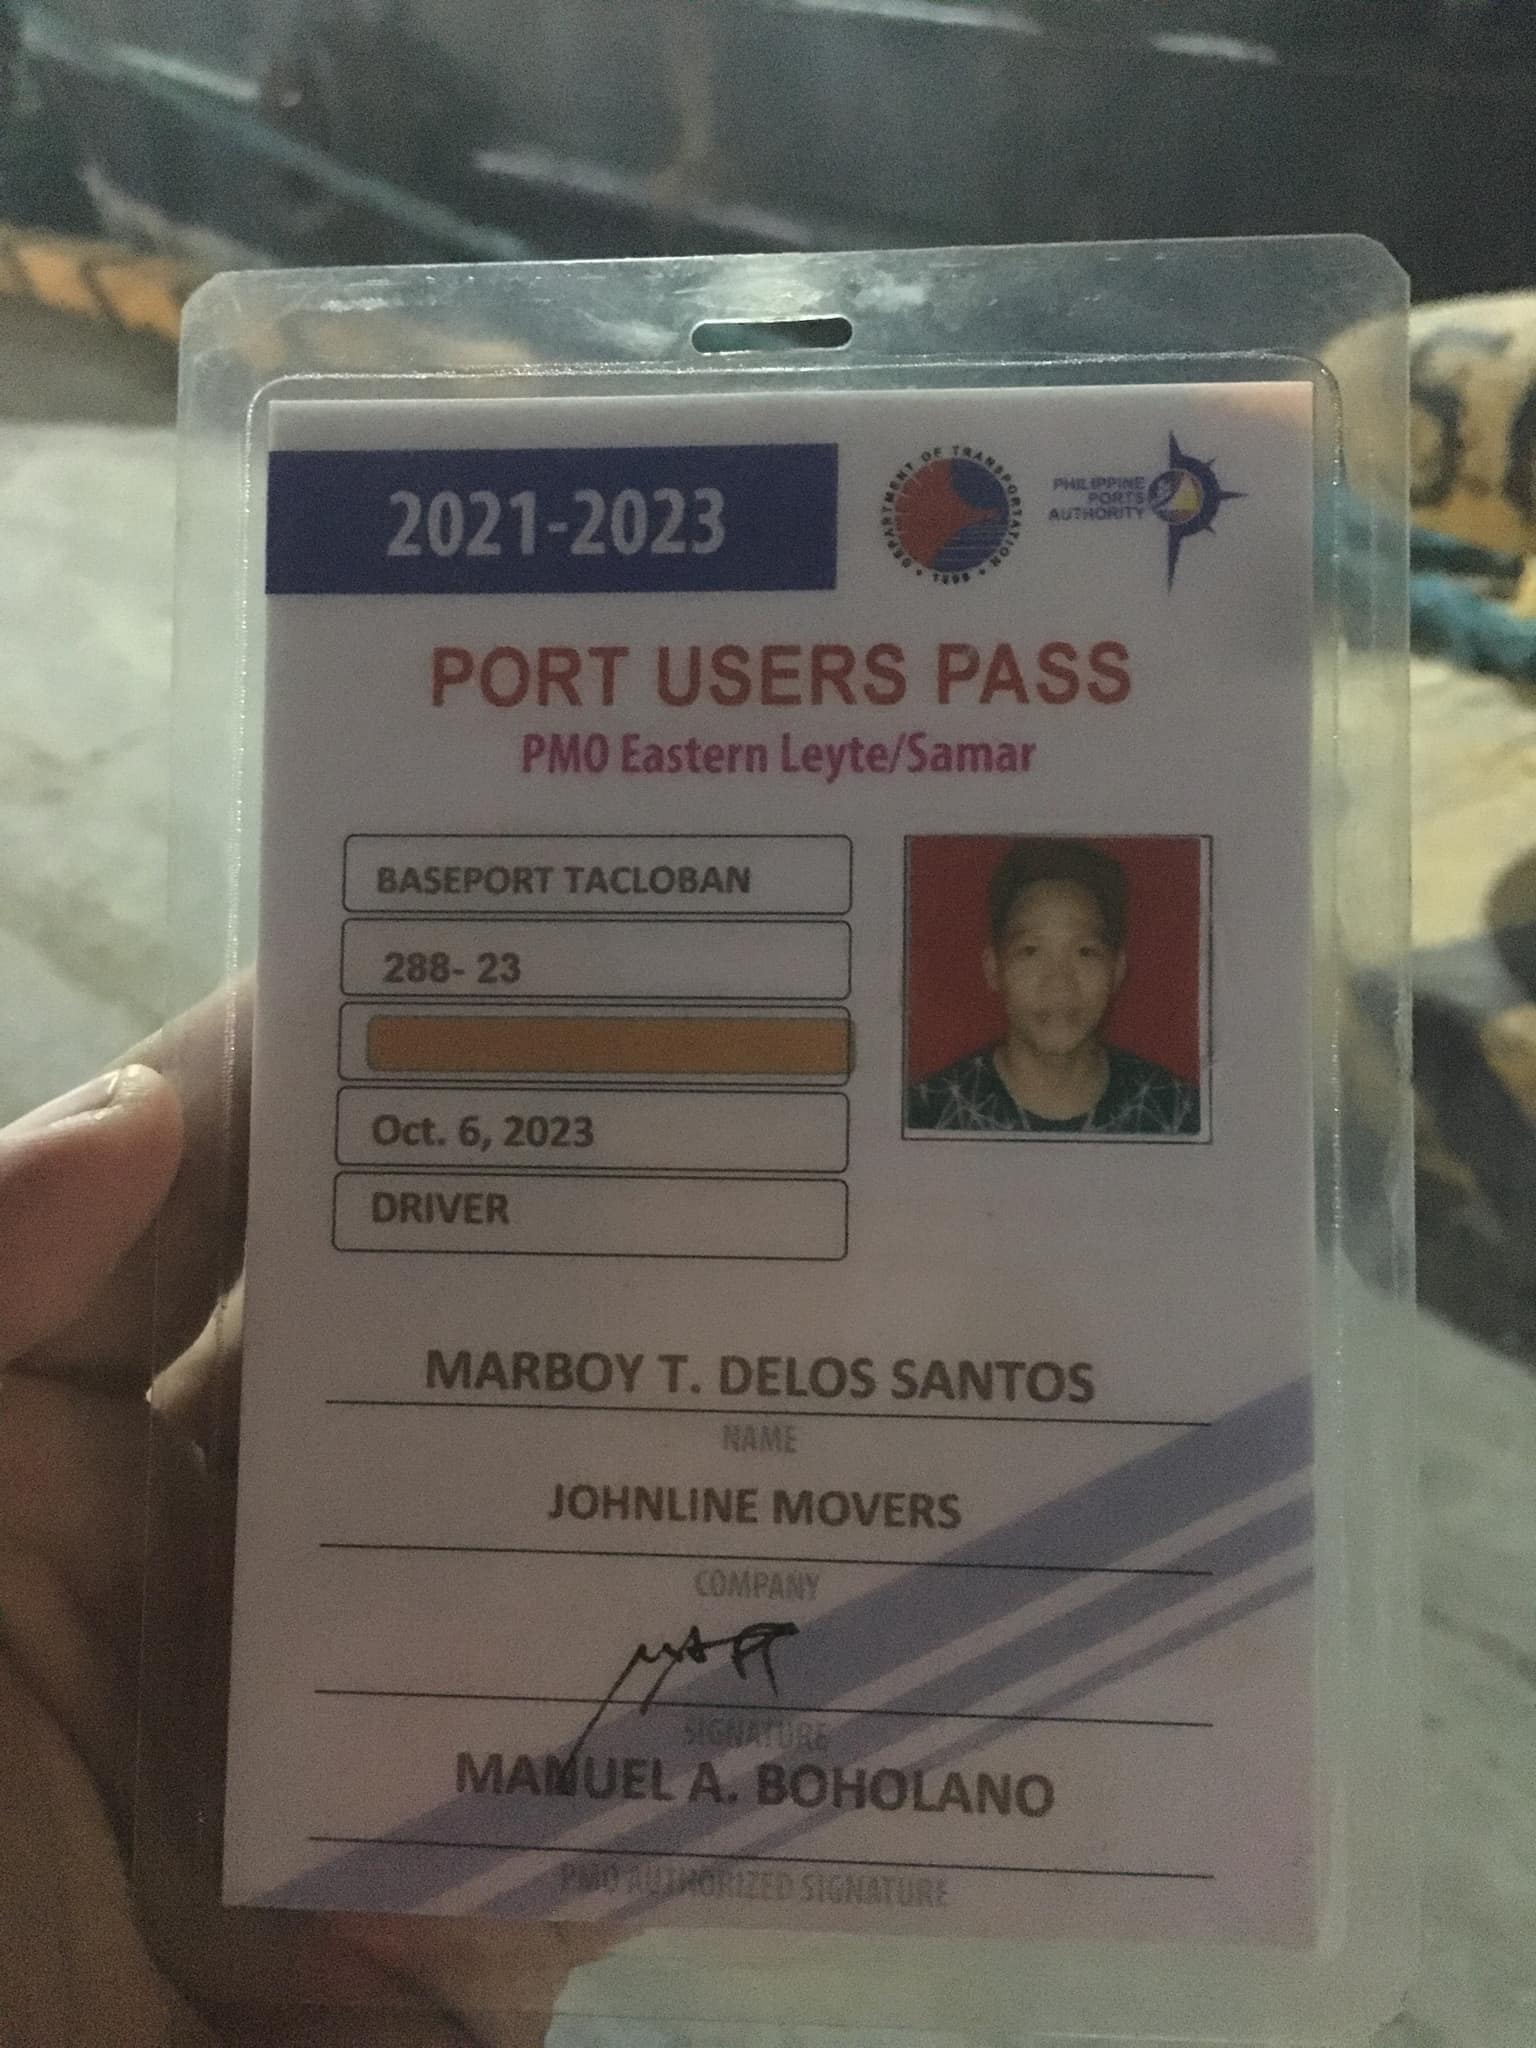 2021-2023
DEPARTMENT OF TRANSPORTATION
PHILIPPINE
PORTS
AUTHORITY
PORT USERS PASS
PMO Eastern Leyte/Samar
BASEPORT TACLOBAN
288- 23
Oct. 6, 2023
DRIVER
MARBOY T. DELOS SANTOS
NAME
JOHNLINE MOVERS
COMPANY
SIGNATURE
MANUEL A. BOHOLANO
PMO AUTHORIZED SIGNATURE